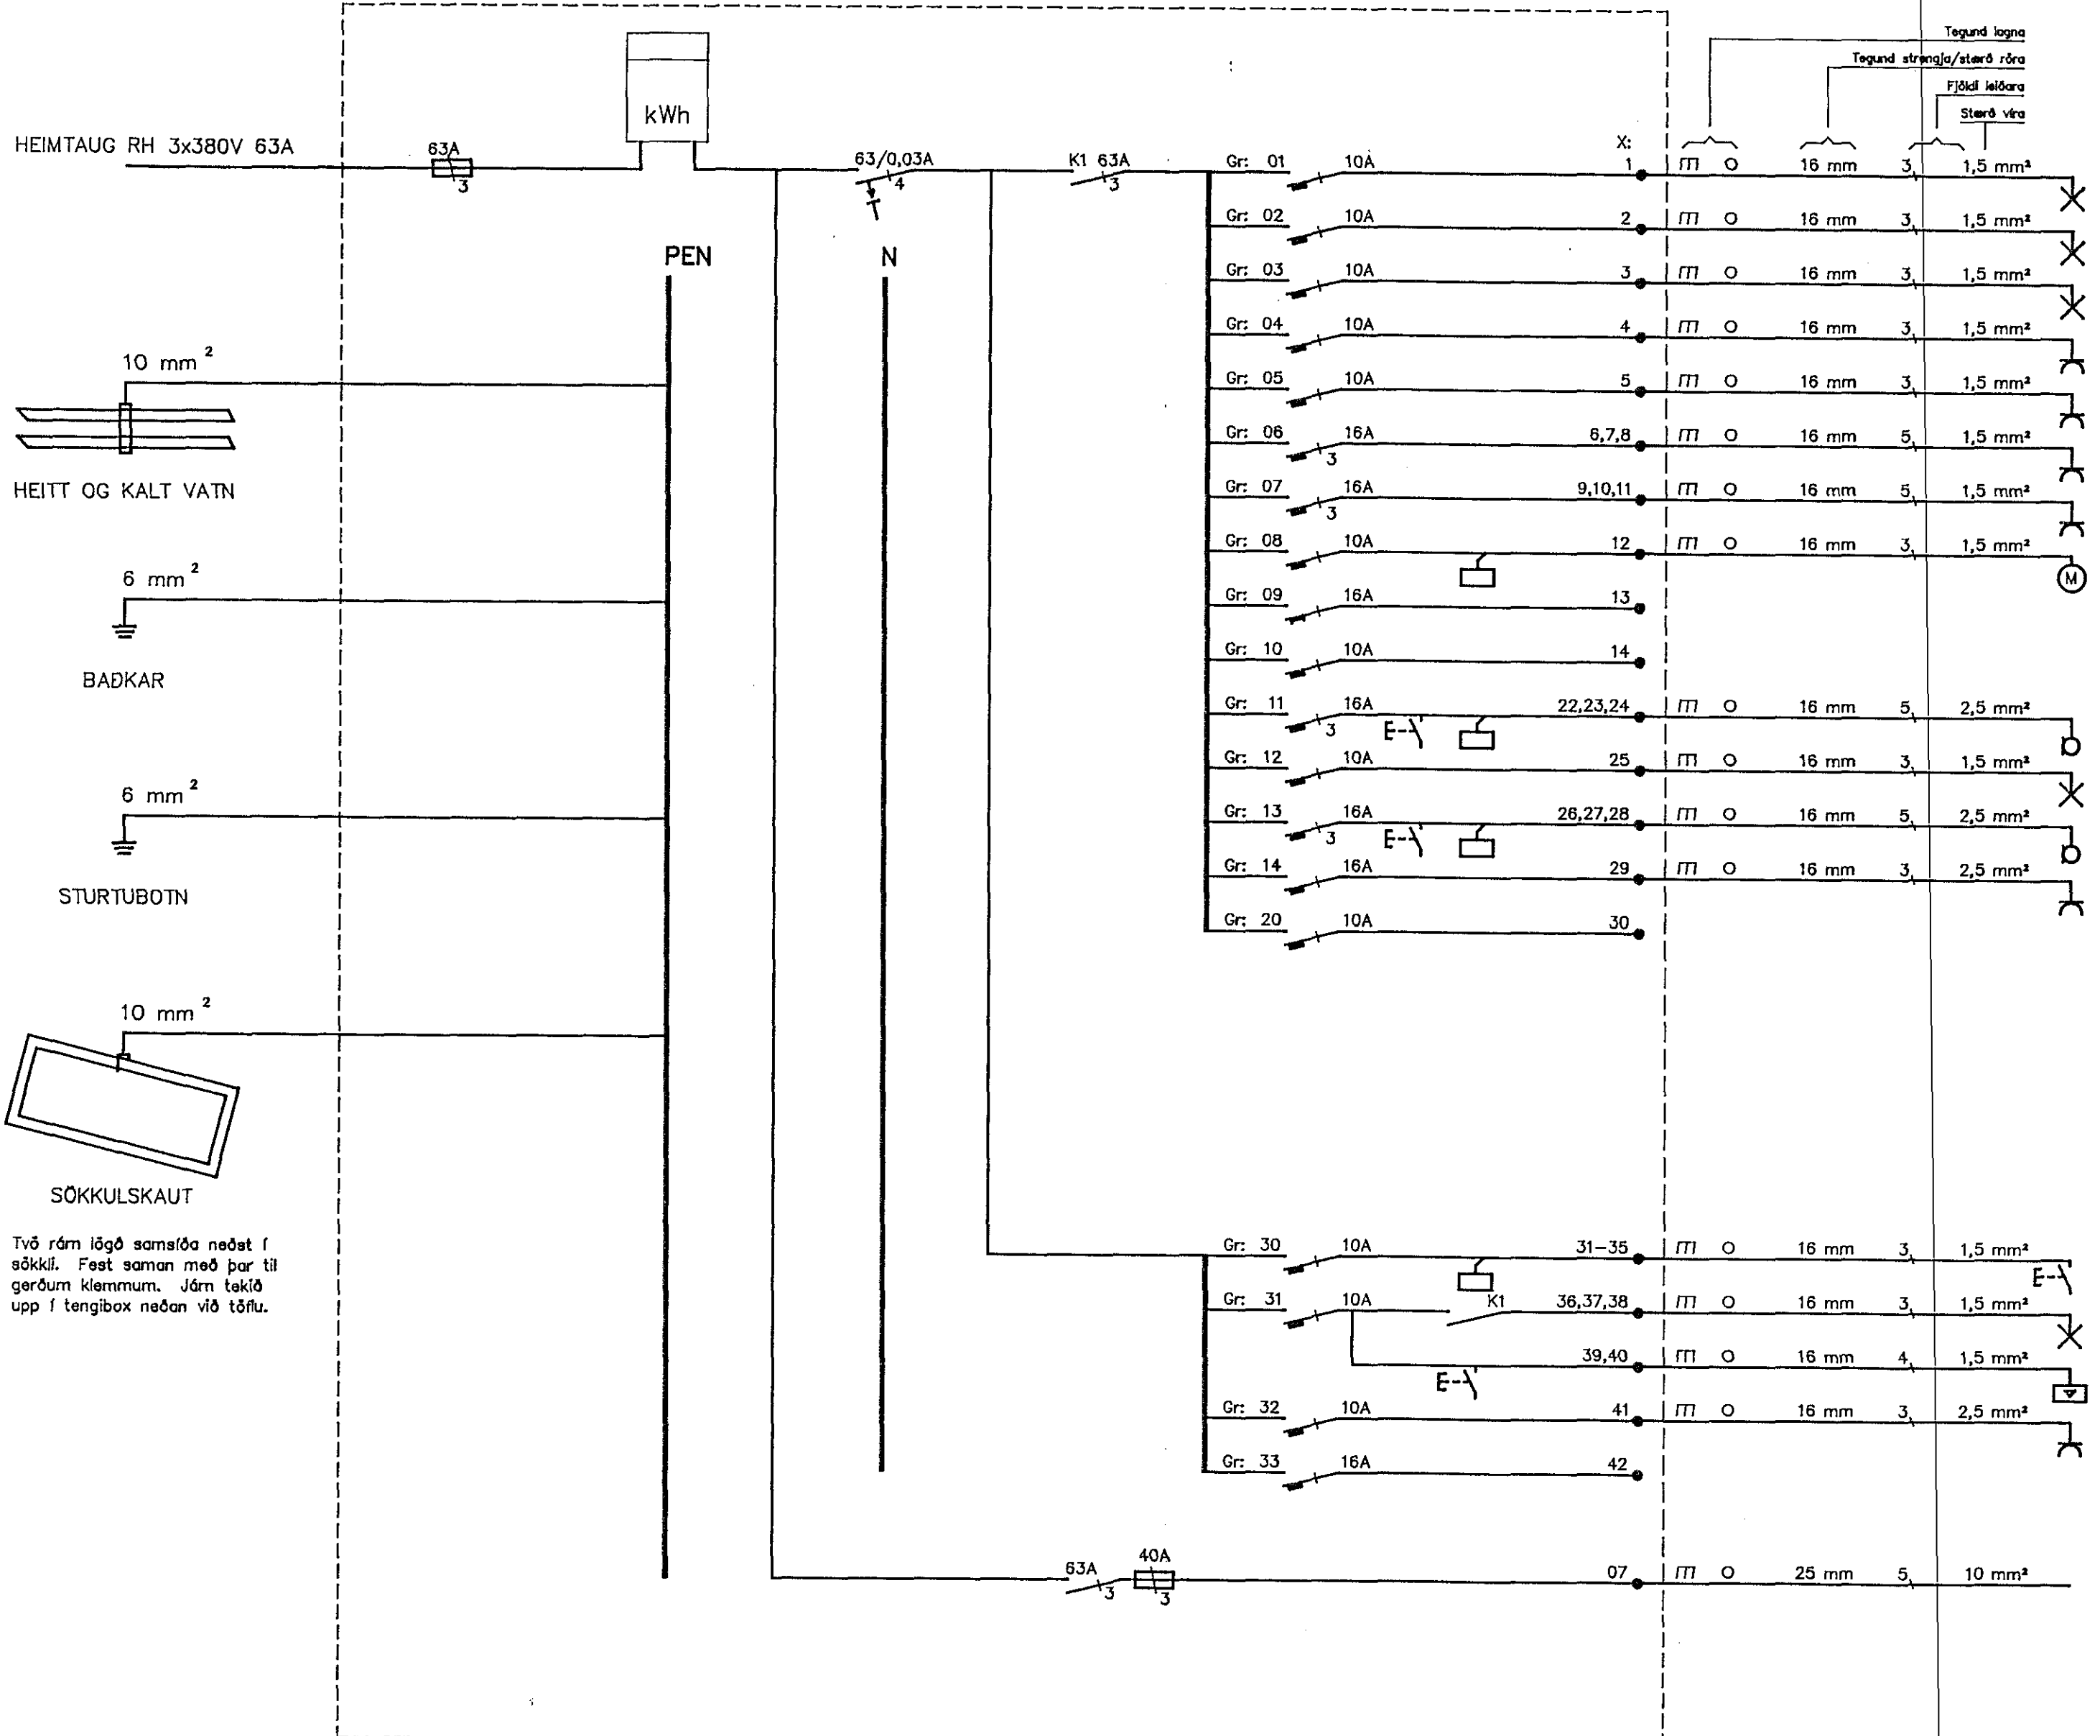 Tegund lagna
Tegund strengja/stærð röra
Fjöldi leiðara
Stærð víra
kWh
HEIMTAUG RH 3x380V 63A
63A
3
63/0,03A
4
K1 63A
3
X:
PEN
N
Gr: 01 10A 1 16 mm 3 1,5 mm²
Gr: 02 10A 2 16 mm 3 1,5 mm²
Gr: 03 10A 3 16 mm 3 1,5 mm²
Gr: 04 10A 4 16 mm 3 1,5 mm²
Gr: 05 10A 5 16 mm 3 1,5 mm²
Gr: 06 16A 3 6,7,8 16 mm 5 1,5 mm²
Gr: 07 16A 3 9,10,11 16 mm 5 1,5 mm²
Gr: 08 10A 12 16 mm 3 1,5 mm²
M
Gr: 09 16A 13
Gr: 10 10A 14
Gr: 11 16A 3 22,23,24 16 mm 5 2,5 mm²
Gr: 12 10A 25 16 mm 3 1,5 mm²
Gr: 13 16A 3 26,27,28 16 mm 5 2,5 mm²
Gr: 14 16A 29 16 mm 3 2,5 mm²
Gr: 20 10A 30
10 mm²
HEITT OG KALT VATN
6 mm²
BAÐKAR
6 mm²
STURTUBOTN
10 mm²
SÖKKULSKAUT
Tvö rám lögð samsíða neðst í
sökkli. Fest saman með þar til
gerðum klemmum. Járn tekið
upp í tengibox neðan við töflu.
Gr: 30 10A 31-35 16 mm 3 1,5 mm²
Gr: 31 10A K1 36,37,38 16 mm 3 1,5 mm²
39,40 16 mm 4 1,5 mm²
Gr: 32 10A 41 16 mm 3 2,5 mm²
Gr: 33 16A 42
63A 3 40A 3 07 25 mm 5 10 mm²